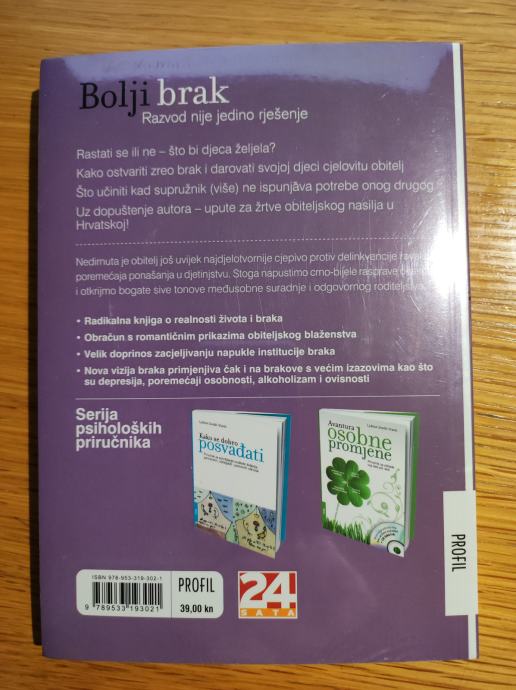 Bolji brak
Razvod nije jedino rješenje
Rastati se ili ne – što bi djeca željela?
Kako ostvariti zreo brak i darovati svojoj djeci cjelovitu obitelj
Što učiniti kad supružnik (više) ne ispunjava potrebe onog drugog
Uz dopuštenje autora – upute za žrtve obiteljskog nasilja u
Hrvatskoj!
Nedirnuta je obitelj još uvijek najdjelotvornije cjepivo protiv delinkvencije
poremećaja ponašanja u djetinjstvu. Stoga napustimo crno-bijele rasprave
i otkrijmo bogate sive tonove međusobne suradnje i odgovornog roditeljstva
• Radikalna knjiga o realnosti života i braka
• Obračun s romantičnim prikazima obiteljskog blaženstva
• Velik doprinos zacjeljivanju napukle institucije braka
• Nova vizija braka primjenjiva čak i na brakove s većim izazovima kao što
su depresija, poremećaji osobnosti, alkoholizam i ovisnosti
Serija
psiholoških
priručnika
Kako se dobro
posvađati
Avantura
osobne
promjene
PROFIL
ISBN 978-953-319-302-1
9 789533 193021
PROFIL
39,00 kn
24
SATA